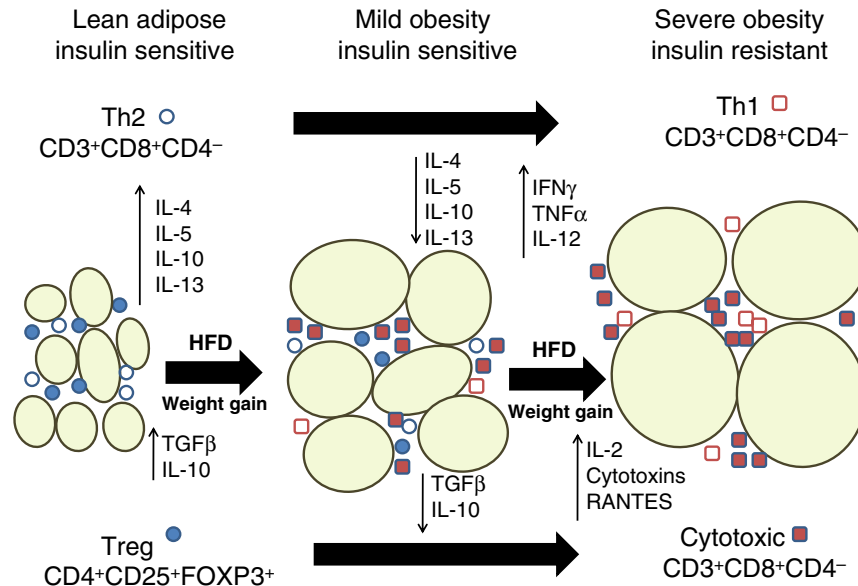 Lean adipose
insulin sensitive
Mild obesity
insulin sensitive
Severe obesity
insulin resistant
Th2
CD3⁺CD8⁺CD4⁻
Th1
CD3⁺CD8⁺CD4⁻
IL-4
IL-5
IL-10
IL-13
IL-4
IL-5
IL-10
IL-13
IFNγ
TNFα
IL-12
HFD
Weight gain
HFD
Weight gain
TGFβ
IL-10
TGFβ
IL-10
IL-2
Cytotoxins
RANTES
Treg
CD4⁺CD25⁺FOXP3⁺
Cytotoxic
CD3⁺CD8⁺CD4⁻